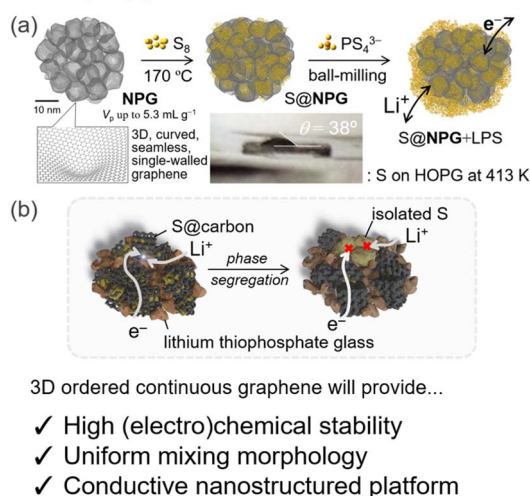 (a)
S₈
170 ºC
PS₄³⁻
ball-milling
e⁻
Li⁺
10 nm
NPG
Vₚ up to 5.3 mL g⁻¹
S@NPG
S@NPG+LPS
3D, curved,
seamless,
single-walled
graphene
θ = 38º
: S on HOPG at 413 K
(b)
S@carbon
Li⁺
e⁻
phase
segregation
isolated S
Li⁺
e⁻
lithium thiophosphate glass
3D ordered continuous graphene will provide...
✓ High (electro)chemical stability
✓ Uniform mixing morphology
✓ Conductive nanostructured platform